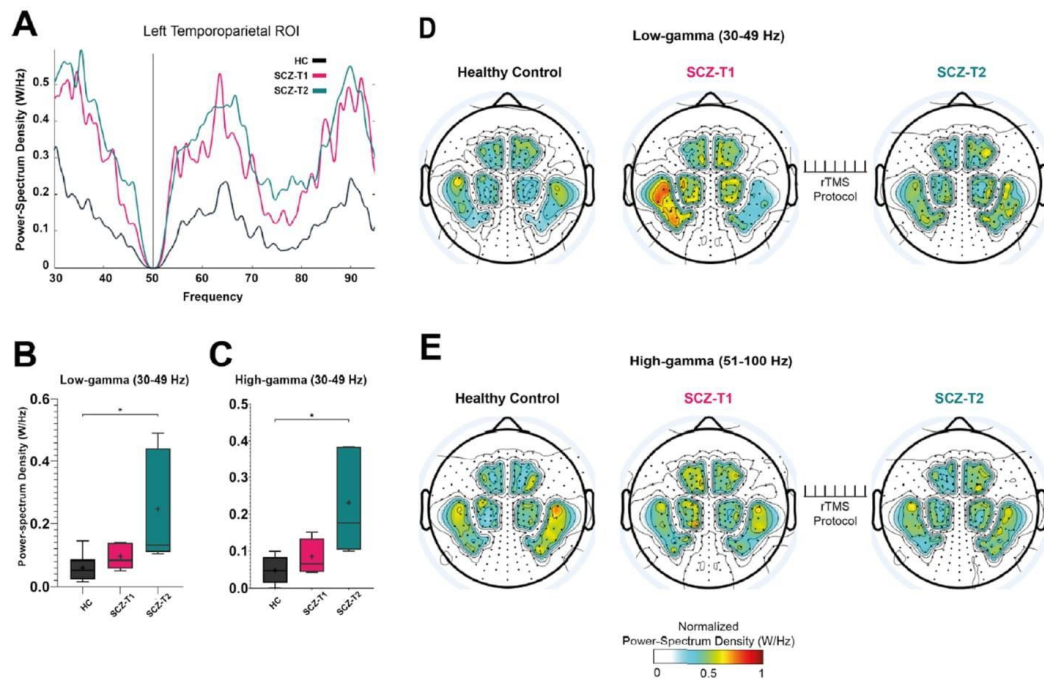 A
Left Temporoparietal ROI
HC
SCZ-T1
SCZ-T2
Power-Spectrum Density (W/Hz)
0.5
0.4
0.3
0.2
0.1
0
30 40 50 60 70 80 90
Frequency
B
Low-gamma (30-49 Hz)
Power-spectrum Density (W/Hz)
0.6
0.4
0.2
0.0
*
HC
SCZ-T1
SCZ-T2
C
High-gamma (30-49 Hz)
0.5
0.4
0.3
0.2
0.1
0.0
*
HC
SCZ-T1
SCZ-T2
D
Low-gamma (30-49 Hz)
Healthy Control SCZ-T1 SCZ-T2
rTMS
Protocol
E
High-gamma (51-100 Hz)
Healthy Control SCZ-T1 SCZ-T2
rTMS
Protocol
Normalized
Power-Spectrum Density (W/Hz)
0 0.5 1